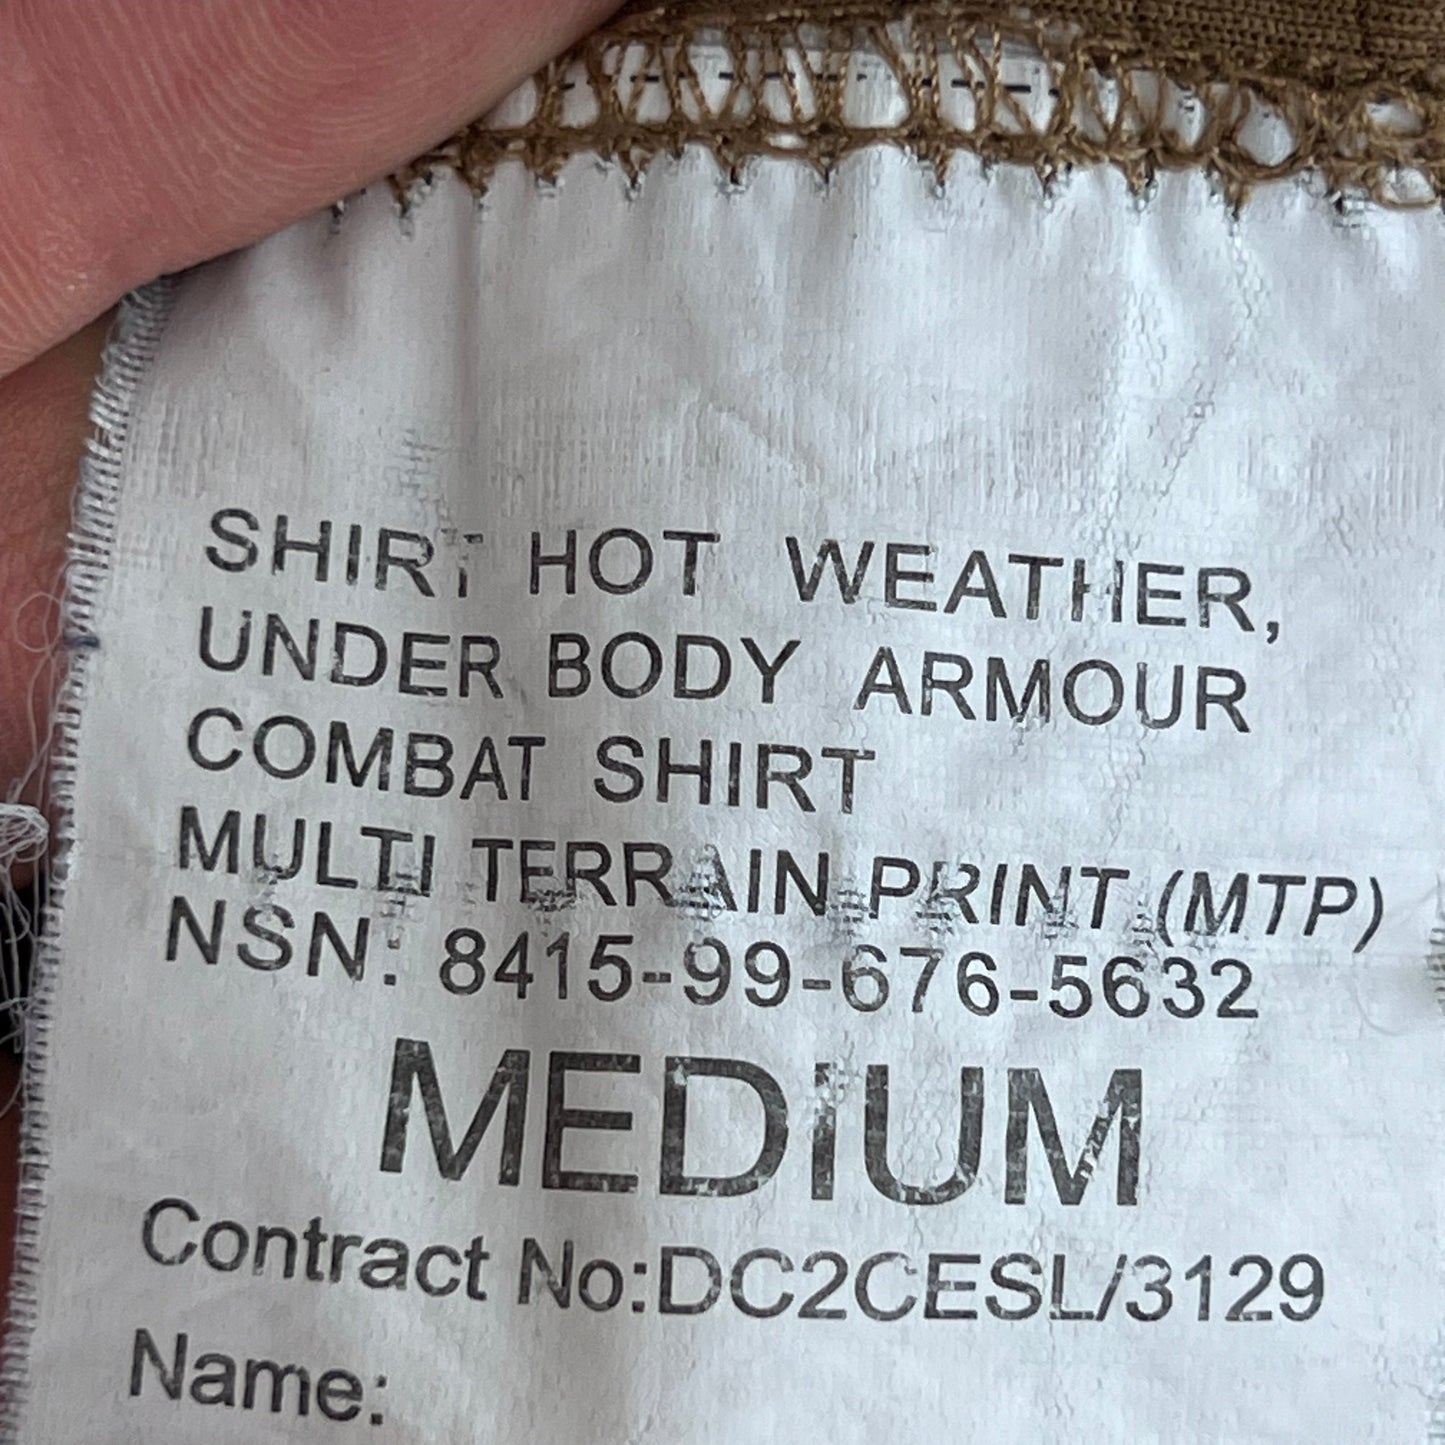 SHIRT HOT WEATHER,
UNDER BODY ARMOUR
COMBAT SHIRT
MULTI TERRAIN PRINT (MTP)
NSN: 8415-99-676-5632
MEDIUM
Contract No:DC2CESL/3129
Name: